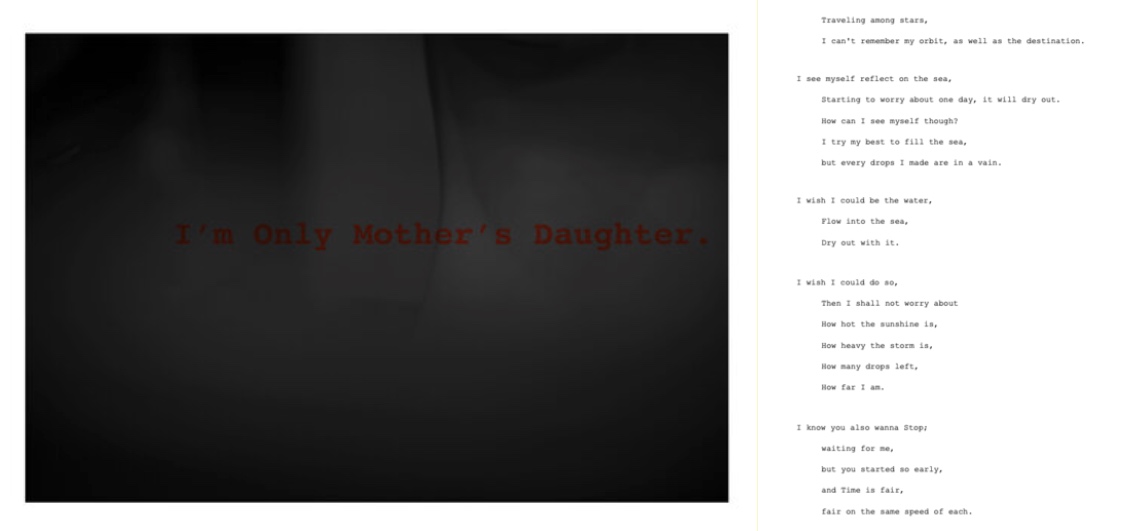 I'm Only Mother's Daughter.
Traveling among stars,
I can't remember my orbit, as well as the destination.
I see myself reflect on the sea,
Starting to worry about one day, it will dry out.
How can I see myself though?
I try my best to fill the sea,
but every drops I made are in a vain.
I wish I could be the water,
Flow into the sea,
Dry out with it.
I wish I could do so,
Then I shall not worry about
How hot the sunshine is,
How heavy the storm is,
How many drops left,
How far I am.
I know you also wanna Stop;
waiting for me,
but you started so early,
and Time is fair,
fair on the same speed of each.